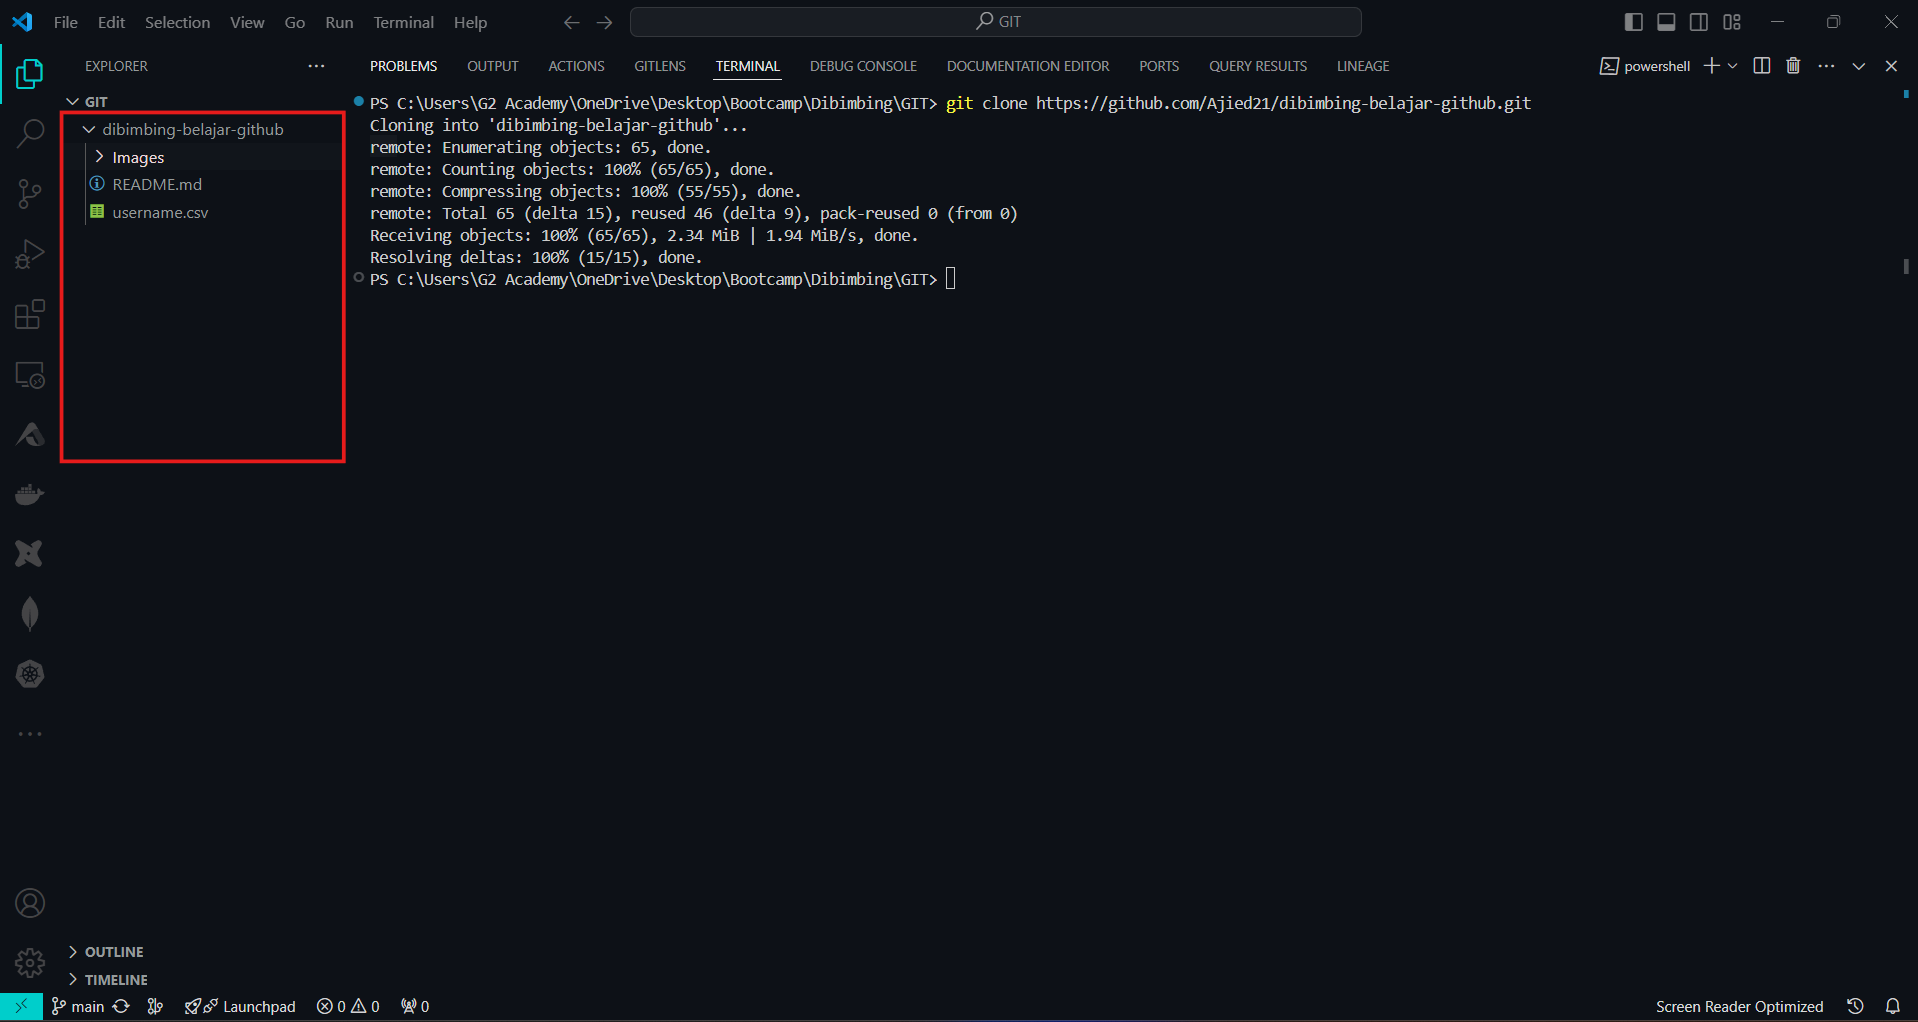 File Edit Selection View Go Run Terminal Help
GIT
EXPLORER
PROBLEMS OUTPUT ACTIONS GITLENS TERMINAL DEBUG CONSOLE DOCUMENTATION EDITOR PORTS QUERY RESULTS LINEAGE
powershell
GIT
dibimbing-belajar-github
Images
README.md
username.csv
PS C:\Users\G2 Academy\OneDrive\Desktop\Bootcamp\Dibimbing\GIT> git clone https://github.com/Ajied21/dibimbing-belajar-github.git
Cloning into 'dibimbing-belajar-github'...
remote: Enumerating objects: 65, done.
remote: Counting objects: 100% (65/65), done.
remote: Compressing objects: 100% (55/55), done.
remote: Total 65 (delta 15), reused 46 (delta 9), pack-reused 0 (from 0)
Receiving objects: 100% (65/65), 2.34 MiB | 1.94 MiB/s, done.
Resolving deltas: 100% (15/15), done.
PS C:\Users\G2 Academy\OneDrive\Desktop\Bootcamp\Dibimbing\GIT>
OUTLINE
TIMELINE
main Launchpad 0 0 0
Screen Reader Optimized